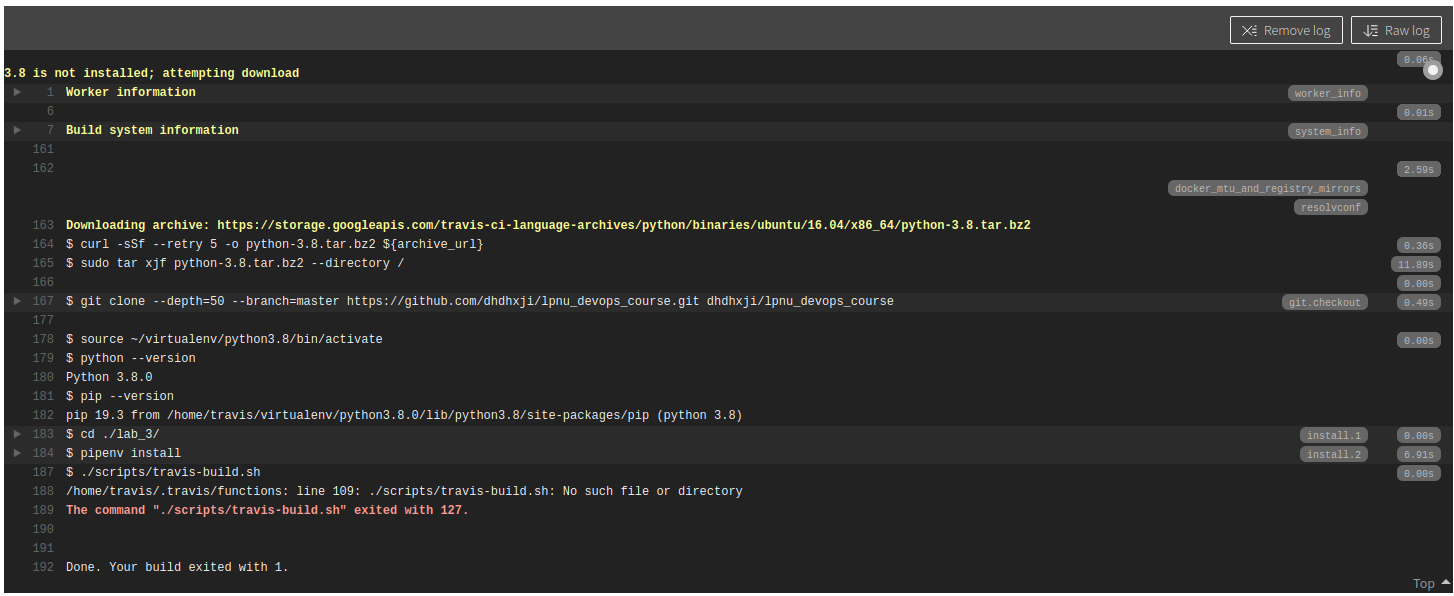 Remove log Raw log
0.06s
3.8 is not installed; attempting download
1 Worker information worker_info
6 0.01s
7 Build system information system_info
161
162 2.59s
docker_mtu_and_registry_mirrors
resolvconf
163 Downloading archive: https://storage.googleapis.com/travis-ci-language-archives/python/binaries/ubuntu/16.04/x86_64/python-3.8.tar.bz2
164 $ curl -sSf --retry 5 -o python-3.8.tar.bz2 ${archive_url} 0.36s
165 $ sudo tar xjf python-3.8.tar.bz2 --directory / 11.89s
166 0.00s
167 $ git clone --depth=50 --branch=master https://github.com/dhdhxji/lpnu_devops_course.git dhdhxji/lpnu_devops_course git.checkout 0.49s
177
178 $ source ~/virtualenv/python3.8/bin/activate 0.00s
179 $ python --version
180 Python 3.8.0
181 $ pip --version
182 pip 19.3 from /home/travis/virtualenv/python3.8.0/lib/python3.8/site-packages/pip (python 3.8)
183 $ cd ./lab_3/ install.1 0.00s
184 $ pipenv install install.2 6.91s
187 $ ./scripts/travis-build.sh 0.00s
188 /home/travis/.travis/functions: line 109: ./scripts/travis-build.sh: No such file or directory
189 The command "./scripts/travis-build.sh" exited with 127.
190
191
192 Done. Your build exited with 1.
Top